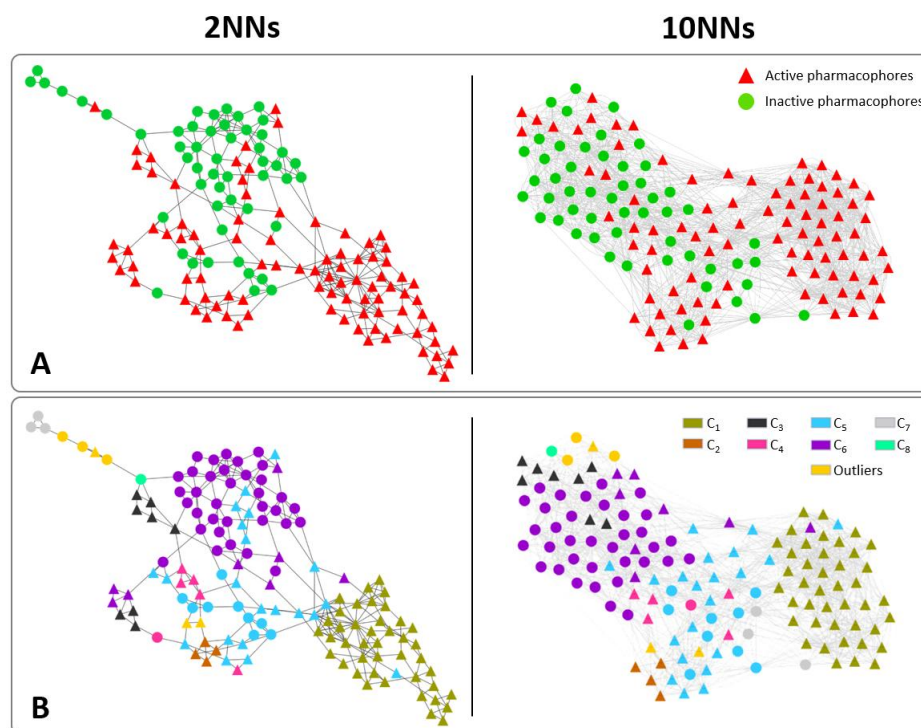 2NNs 10NNs
Active pharmacophores
Inactive pharmacophores
A
C1 C3 C5 C7
C2 C4 C6 C8
Outliers
B